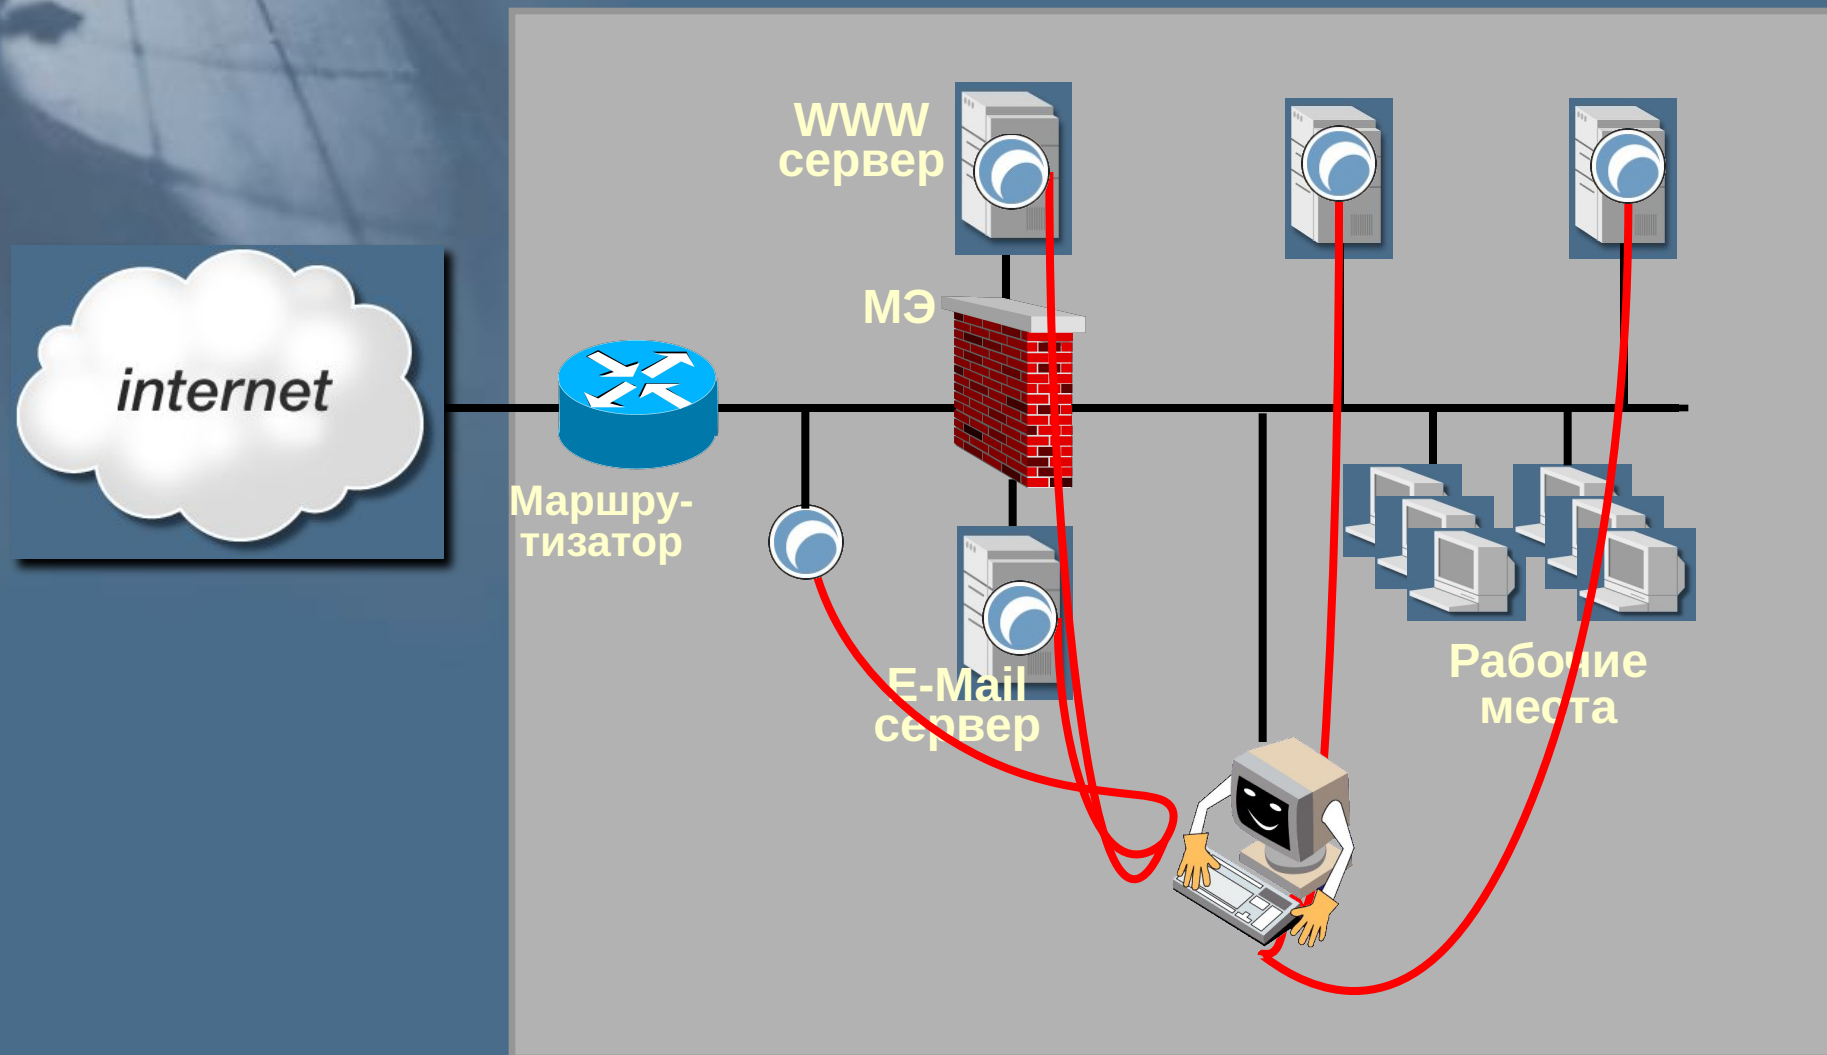 WWW
сервер
МЭ
internet
Маршру-
тизатор
E-Mail
сервер
Рабочие
места